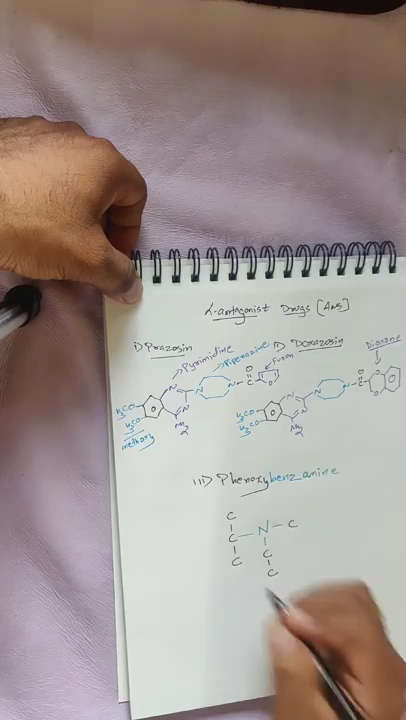 α-antagonist Drugs [ANS]
i) Prazosin
ii) Doxazosin
Dioxane
Pyrimidine
Piperazine
Furan
N
N
N
N
O
C
O
H₃CO
H₃CO
NH₂
methoxy
N
N
N
N
O
C
O
O
H₃CO
H₃CO
NH₂
iii) Phenoxybenzamine
C
C — N — C
C
C
C